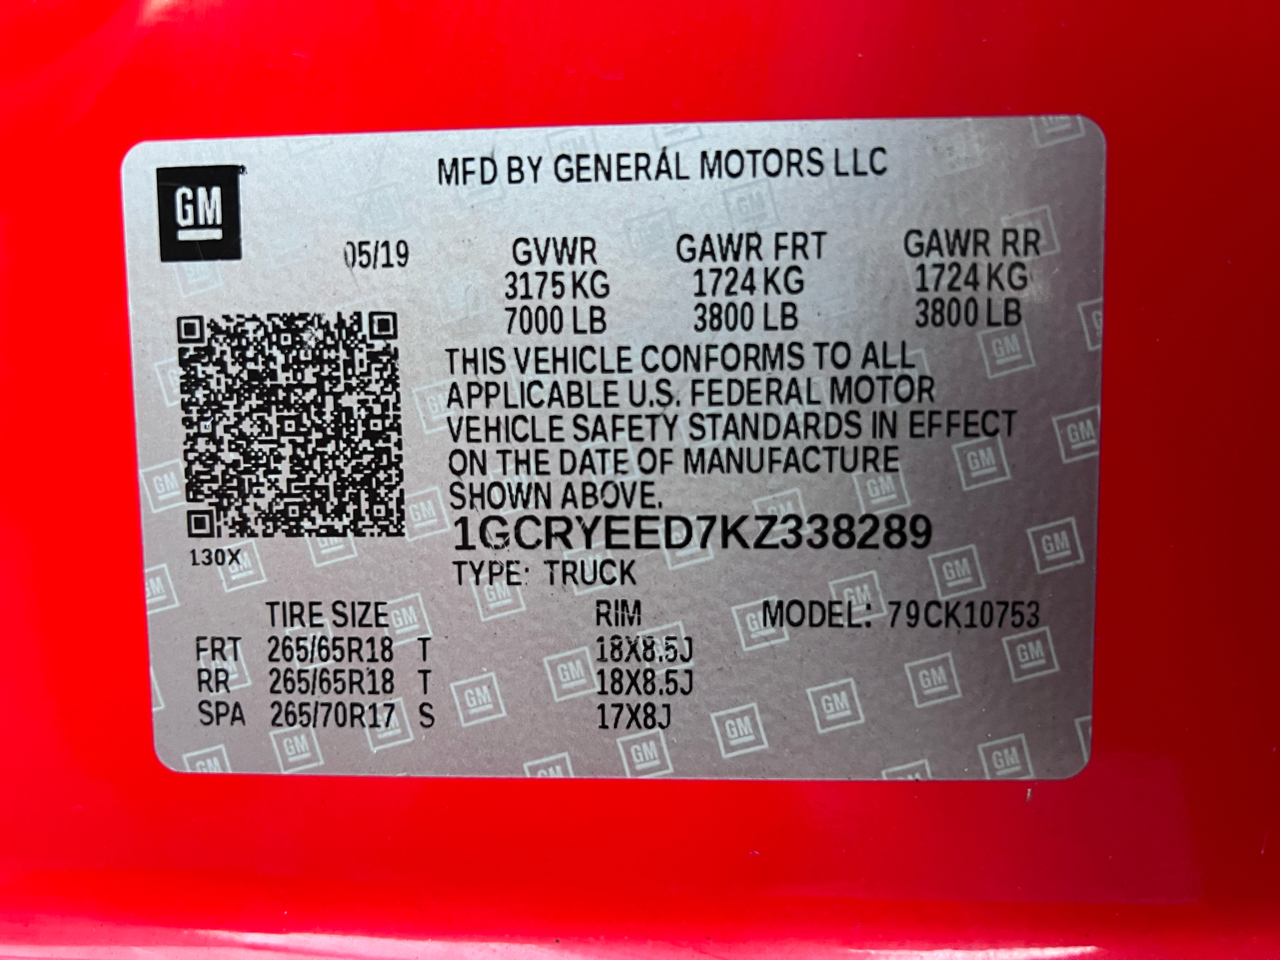 GM
MFD BY GENERAL MOTORS LLC
05/19
GVWR GAWR FRT GAWR RR
3175 KG 1724 KG 1724 KG
7000 LB 3800 LB 3800 LB
THIS VEHICLE CONFORMS TO ALL
APPLICABLE U.S. FEDERAL MOTOR
VEHICLE SAFETY STANDARDS IN EFFECT
ON THE DATE OF MANUFACTURE
SHOWN ABOVE.
1GCRYEED7KZ338289
130X
TYPE: TRUCK
TIRE SIZE RIM MODEL: 79CK10753
FRT 265/65R18 T 18X8.5J
RR 265/65R18 T 18X8.5J
SPA 265/70R17 S 17X8J